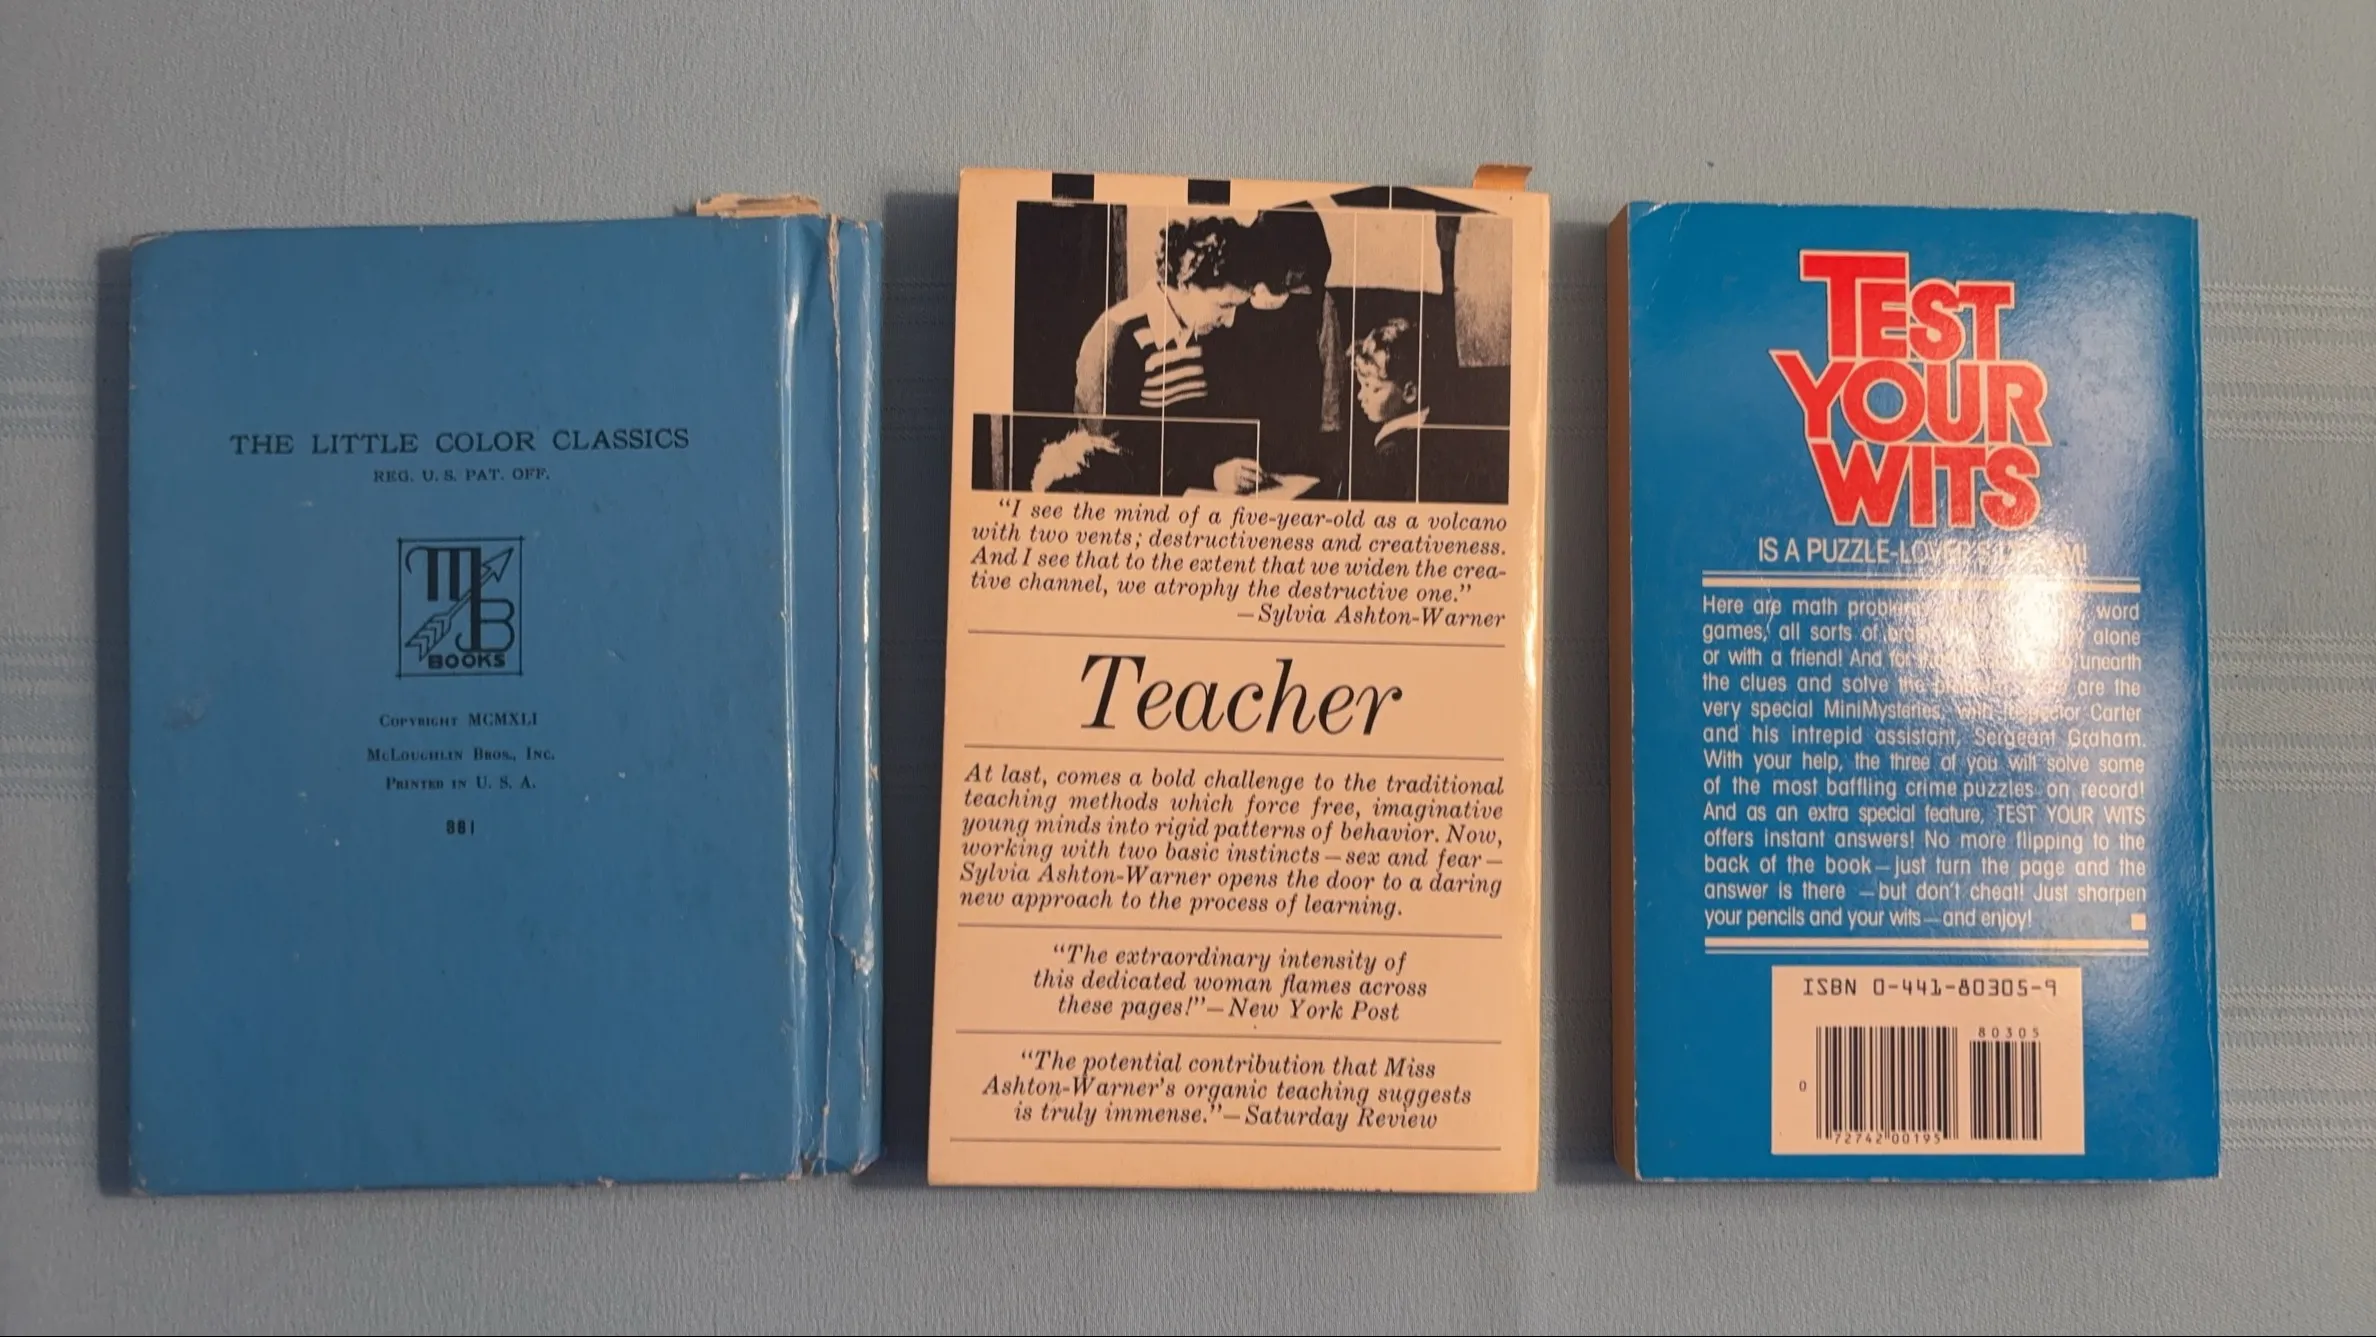 THE LITTLE COLOR CLASSICS
REG. U. S. PAT. OFF.
MB
BOOKS
COPYRIGHT MCMXLI
MCLOUGHLIN BROS., INC.
PRINTED IN U. S. A.
881
“I see the mind of a five-year-old as a volcano
with two vents; destructiveness and creativeness.
And I see that to the extent that we widen the crea-
tive channel, we atrophy the destructive one.”
—Sylvia Ashton-Warner
Teacher
At last, comes a bold challenge to the traditional
teaching methods which force free, imaginative
young minds into rigid patterns of behavior. Now,
working with two basic instincts—sex and fear—
Sylvia Ashton-Warner opens the door to a daring
new approach to the process of learning.
“The extraordinary intensity of
this dedicated woman flames across
these pages!”—New York Post
“The potential contribution that Miss
Ashton-Warner's organic teaching suggests
is truly immense.”—Saturday Review
TEST
YOUR
WITS
IS A PUZZLE-LOVER'S
Here are math word
games, all sorts of alone
or with a friend! And unearth
the clues and solve the are the
very special MiniMysteries, with Inspector Carter
and his intrepid assistant, Sergeant Graham.
With your help, the three of you will solve some
of the most baffling crime puzzles on record!
And as an extra special feature, TEST YOUR WITS
offers instant answers! No more flipping to the
back of the book—just turn the page and the
answer is there —but don't cheat! Just sharpen
your pencils and your wits—and enjoy!
ISBN 0-441-80305-9
80305
0
72742 00195